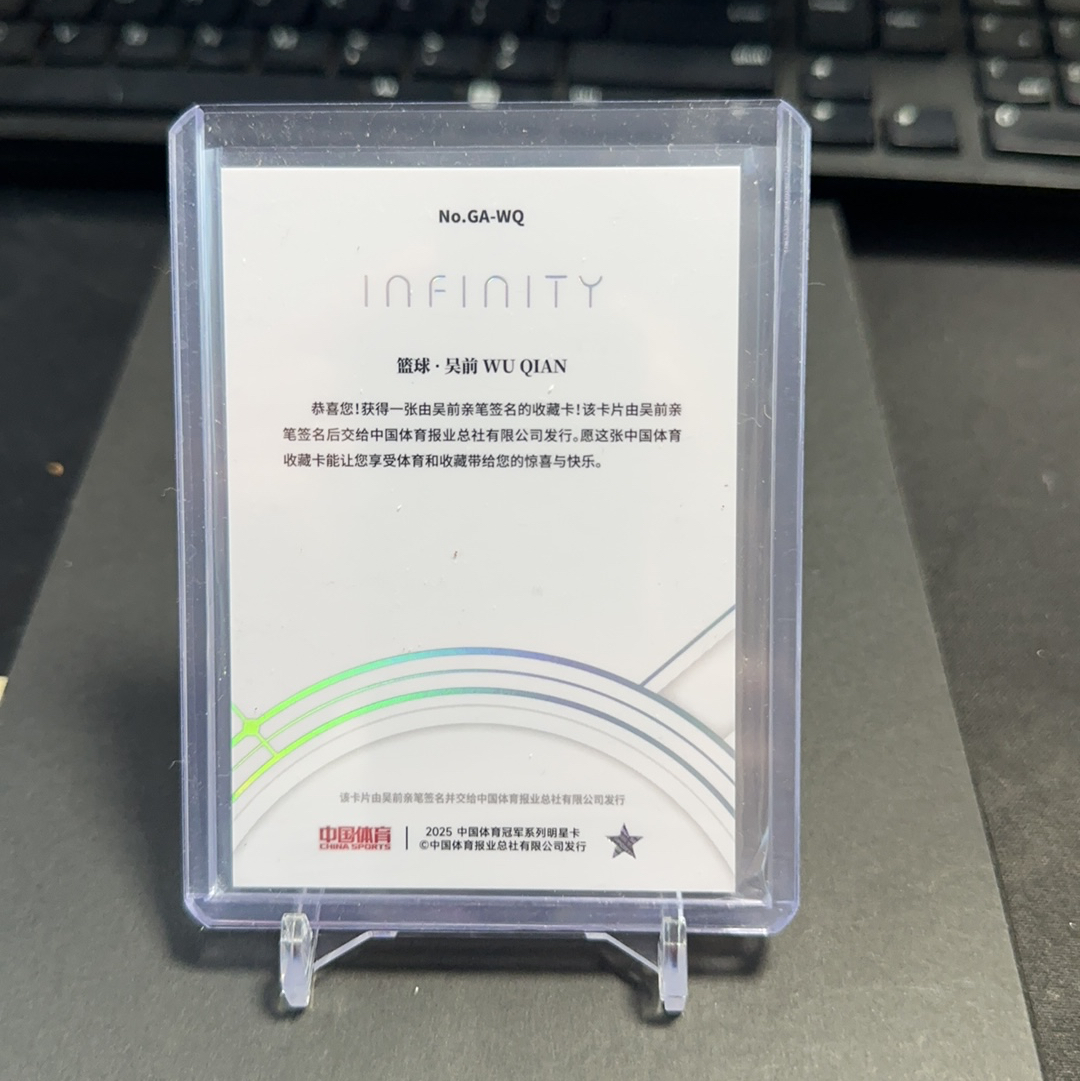 No.GA-WQ
INFINITY
篮球·吴前 WU QIAN
恭喜您!获得一张由吴前亲笔签名的收藏卡!该卡片由吴前亲
笔签名后交给中国体育报业总社有限公司发行。愿这张中国体育
收藏卡能让您享受体育和收藏带给您的惊喜与快乐。
该卡片由吴前亲笔签名并交给中国体育报业总社有限公司发行
中国体育
CHINA SPORTS
2025 中国体育冠军系列明星卡
©中国体育报业总社有限公司发行